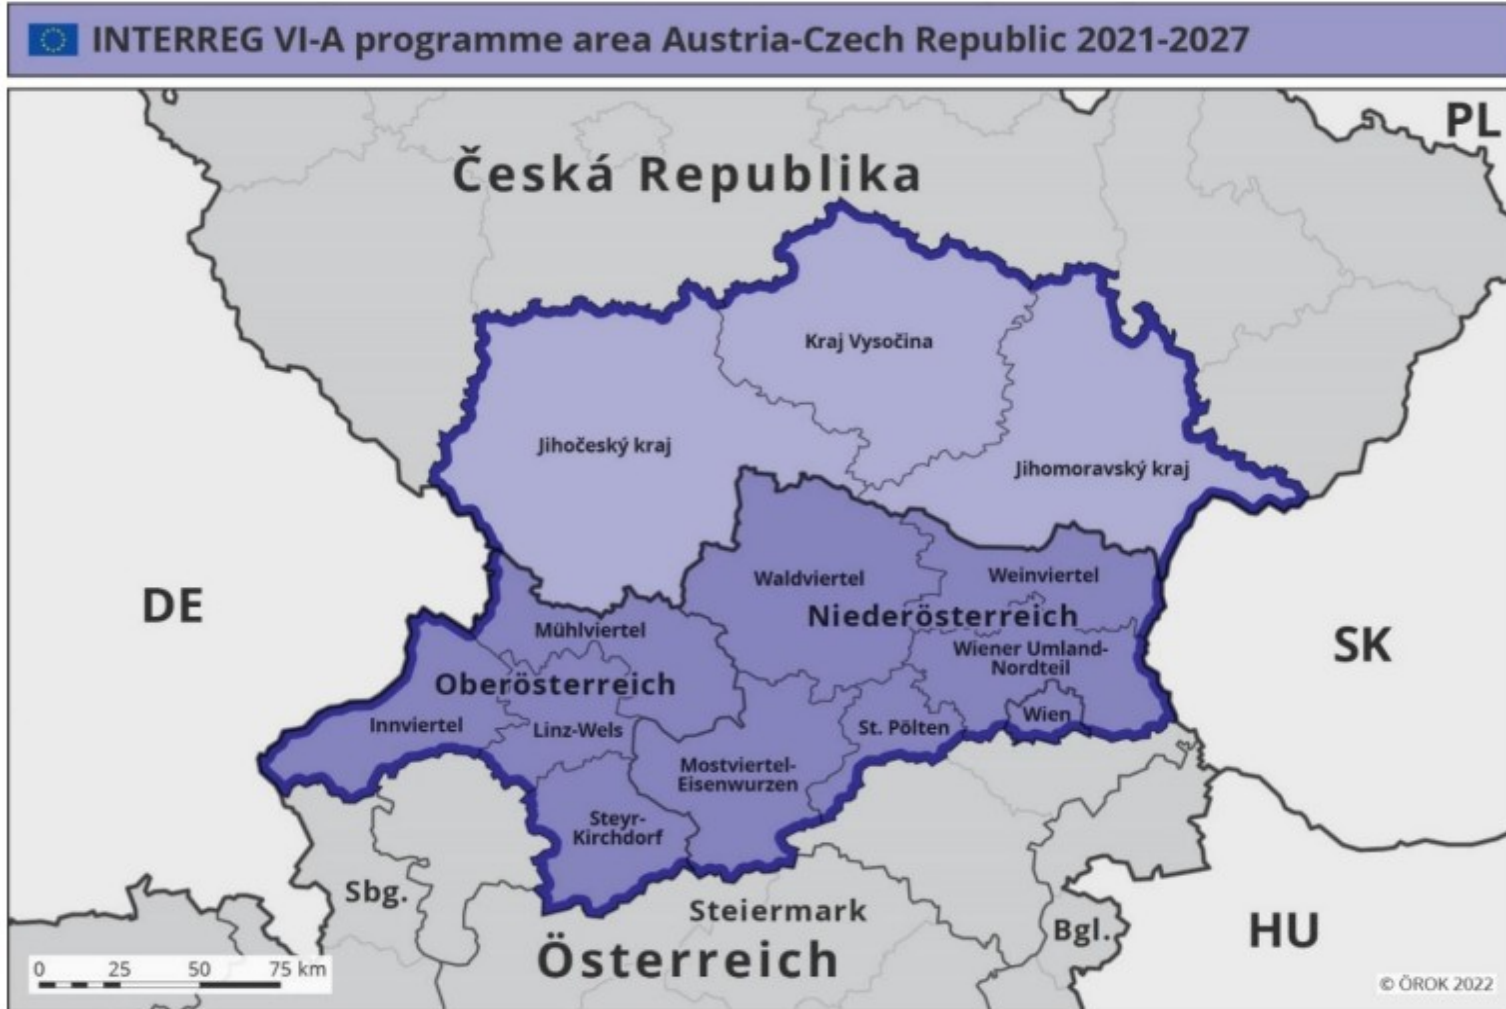 INTERREG VI-A programme area Austria-Czech Republic 2021-2027
PL
Česká Republika
Kraj Vysočina
Jihočeský kraj
Jihomoravský kraj
DE
Waldviertel
Weinviertel
Niederösterreich
Mühlviertel
Wiener Umland-
Nordteil
SK
Oberösterreich
Innviertel
Linz-Wels
St. Pölten
Wien
Mostviertel-
Eisenwurzen
Steyr-
Kirchdorf
Sbg.
Steiermark
Bgl.
HU
Österreich
0 25 50 75 km
© ÖROK 2022